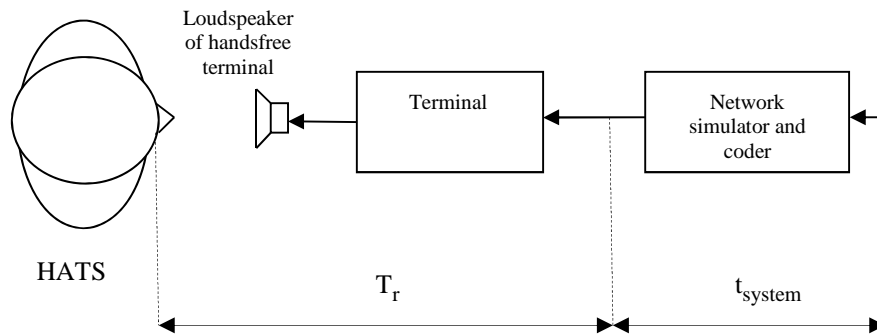 Loudspeaker
of handsfree
terminal
Terminal
Network
simulator and
coder
HATS
Tr
tsystem